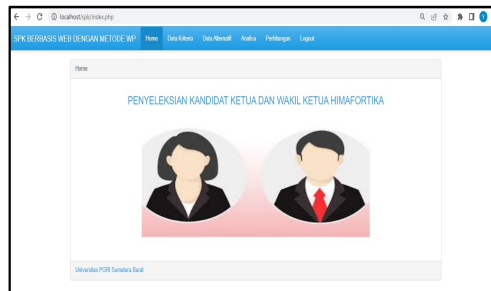 localhost/spk/index.php
SPK BERBASIS WEB DENGAN METODE WP Home Data Kriteria Data Alternatif Analisa Perhitungan Logout
Home
PENYELEKSIAN KANDIDAT KETUA DAN WAKIL KETUA HIMAFORTIKA
Universitas PGRI Sumatera Barat